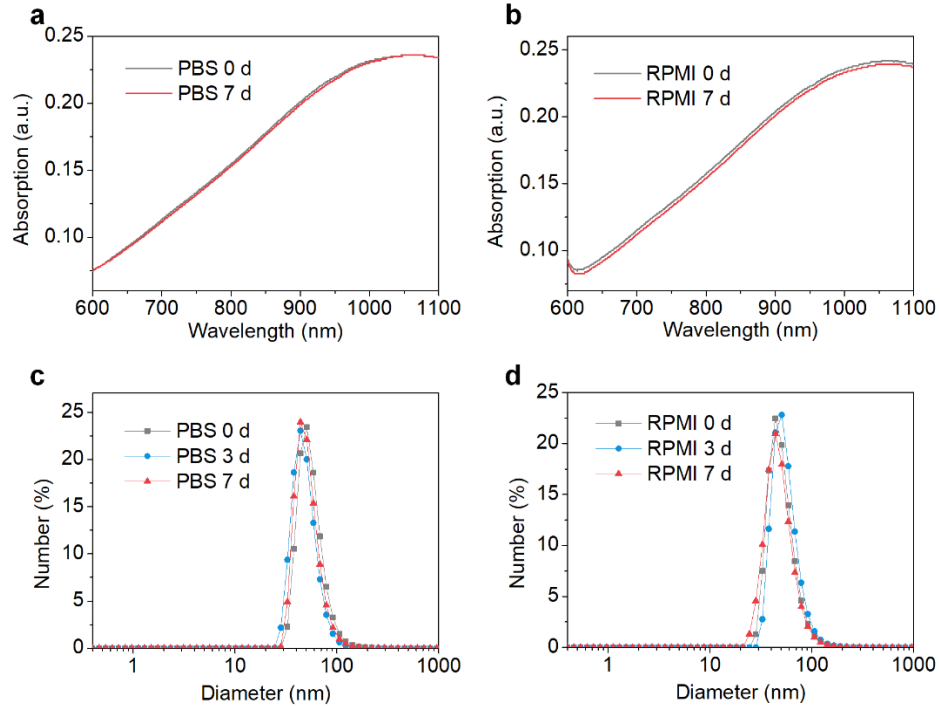 a
0.25
0.20
0.15
0.10
Absorption (a.u.)
PBS 0 d
PBS 7 d
600 700 800 900 1000 1100
Wavelength (nm)
b
0.25
0.20
0.15
0.10
Absorption (a.u.)
RPMI 0 d
RPMI 7 d
600 700 800 900 1000 1100
Wavelength (nm)
c
25
20
15
10
5
0
Number (%)
PBS 0 d
PBS 3 d
PBS 7 d
1 10 100 1000
Diameter (nm)
d
25
20
15
10
5
0
Number (%)
RPMI 0 d
RPMI 3 d
RPMI 7 d
1 10 100 1000
Diameter (nm)